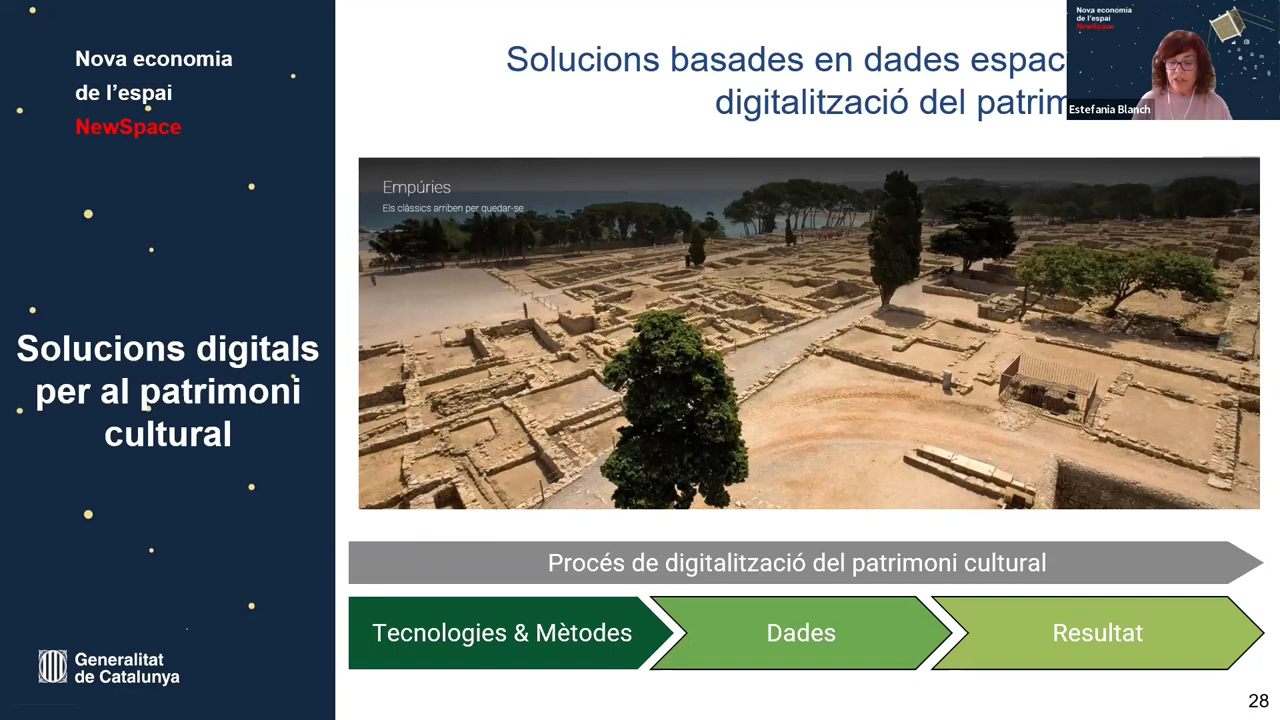 Nova economia
de l’espai
NewSpace
Solucions digitals
per al patrimoni
cultural
Generalitat
de Catalunya
Solucions basades en dades espac
digitalització del patrim
Nova economia
de l'espai
NewSpace
Estefania Blanch
Empúries
Els clàssics arriben per quedar-se
Procés de digitalització del patrimoni cultural
Tecnologies & Mètodes
Dades
Resultat
28